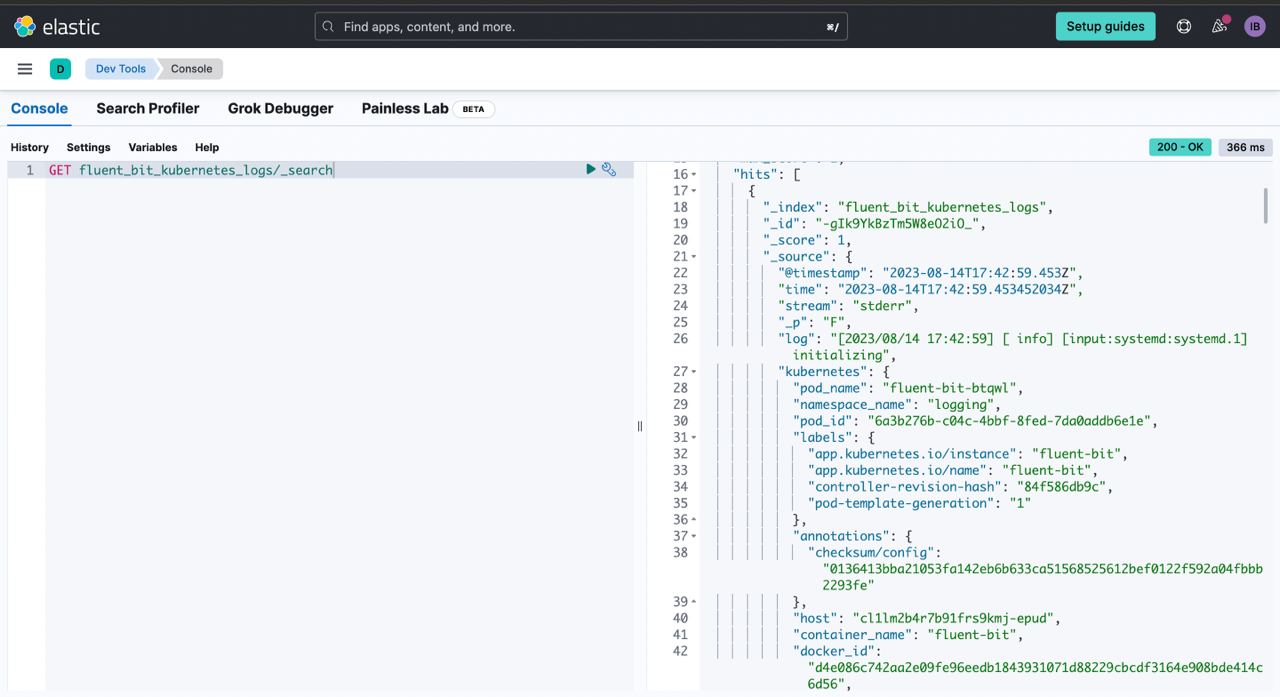 elastic
Find apps, content, and more.
⌘/
Setup guides
IB
D
Dev Tools
Console
Console
Search Profiler
Grok Debugger
Painless Lab
BETA
History
Settings
Variables
Help
200 - OK
366 ms
1 GET fluent_bit_kubernetes_logs/_search
16 "hits": [
17 {
18 "_index": "fluent_bit_kubernetes_logs",
19 "_id": "-gIk9YkBzTm5W8eO2iO_",
20 "_score": 1,
21 "_source": {
22 "@timestamp": "2023-08-14T17:42:59.453Z",
23 "time": "2023-08-14T17:42:59.453452034Z",
24 "stream": "stderr",
25 "_p": "F",
26 "log": "[2023/08/14 17:42:59] [ info] [input:systemd:systemd.1]
initializing",
27 "kubernetes": {
28 "pod_name": "fluent-bit-btqwl",
29 "namespace_name": "logging",
30 "pod_id": "6a3b276b-c04c-4bbf-8fed-7da0addb6e1e",
31 "labels": {
32 "app.kubernetes.io/instance": "fluent-bit",
33 "app.kubernetes.io/name": "fluent-bit",
34 "controller-revision-hash": "84f586db9c",
35 "pod-template-generation": "1"
36 },
37 "annotations": {
38 "checksum/config":
"0136413bba21053fa142eb6b633ca51568525612bef0122f592a04fbbb
2293fe"
39 },
40 "host": "cl1lm2b4r7b91frs9kmj-epud",
41 "container_name": "fluent-bit",
42 "docker_id":
"d4e086c742aa2e09fe96eedb1843931071d88229cbcdf3164e908bde414c
6d56",